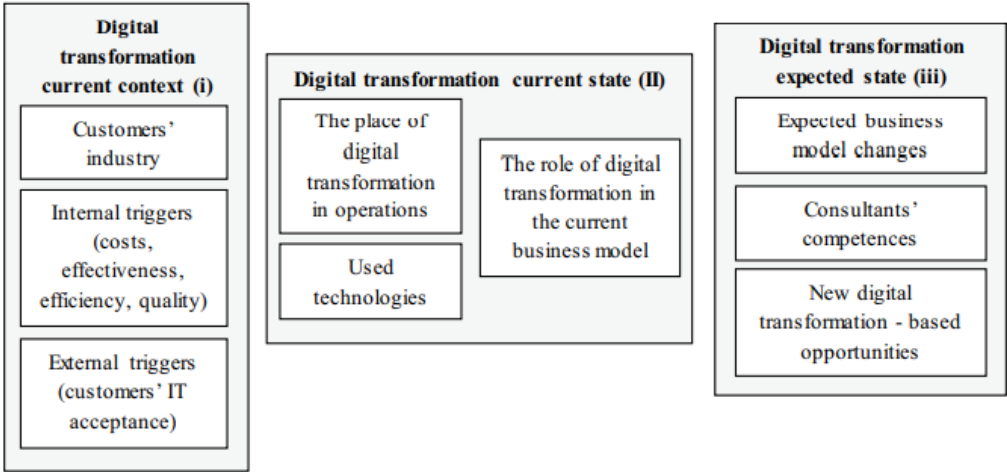 Digital
transformation
current context (i)
Customers’
industry
Internal triggers
(costs,
effectiveness,
efficiency, quality)
External triggers
(customers’ IT
acceptance)
Digital transformation current state (II)
The place of
digital
transformation
in operations
Used
technologies
The role of digital
transformation in
the current
business model
Digital transformation
expected state (iii)
Expected business
model changes
Consultants’
competences
New digital
transformation - based
opportunities